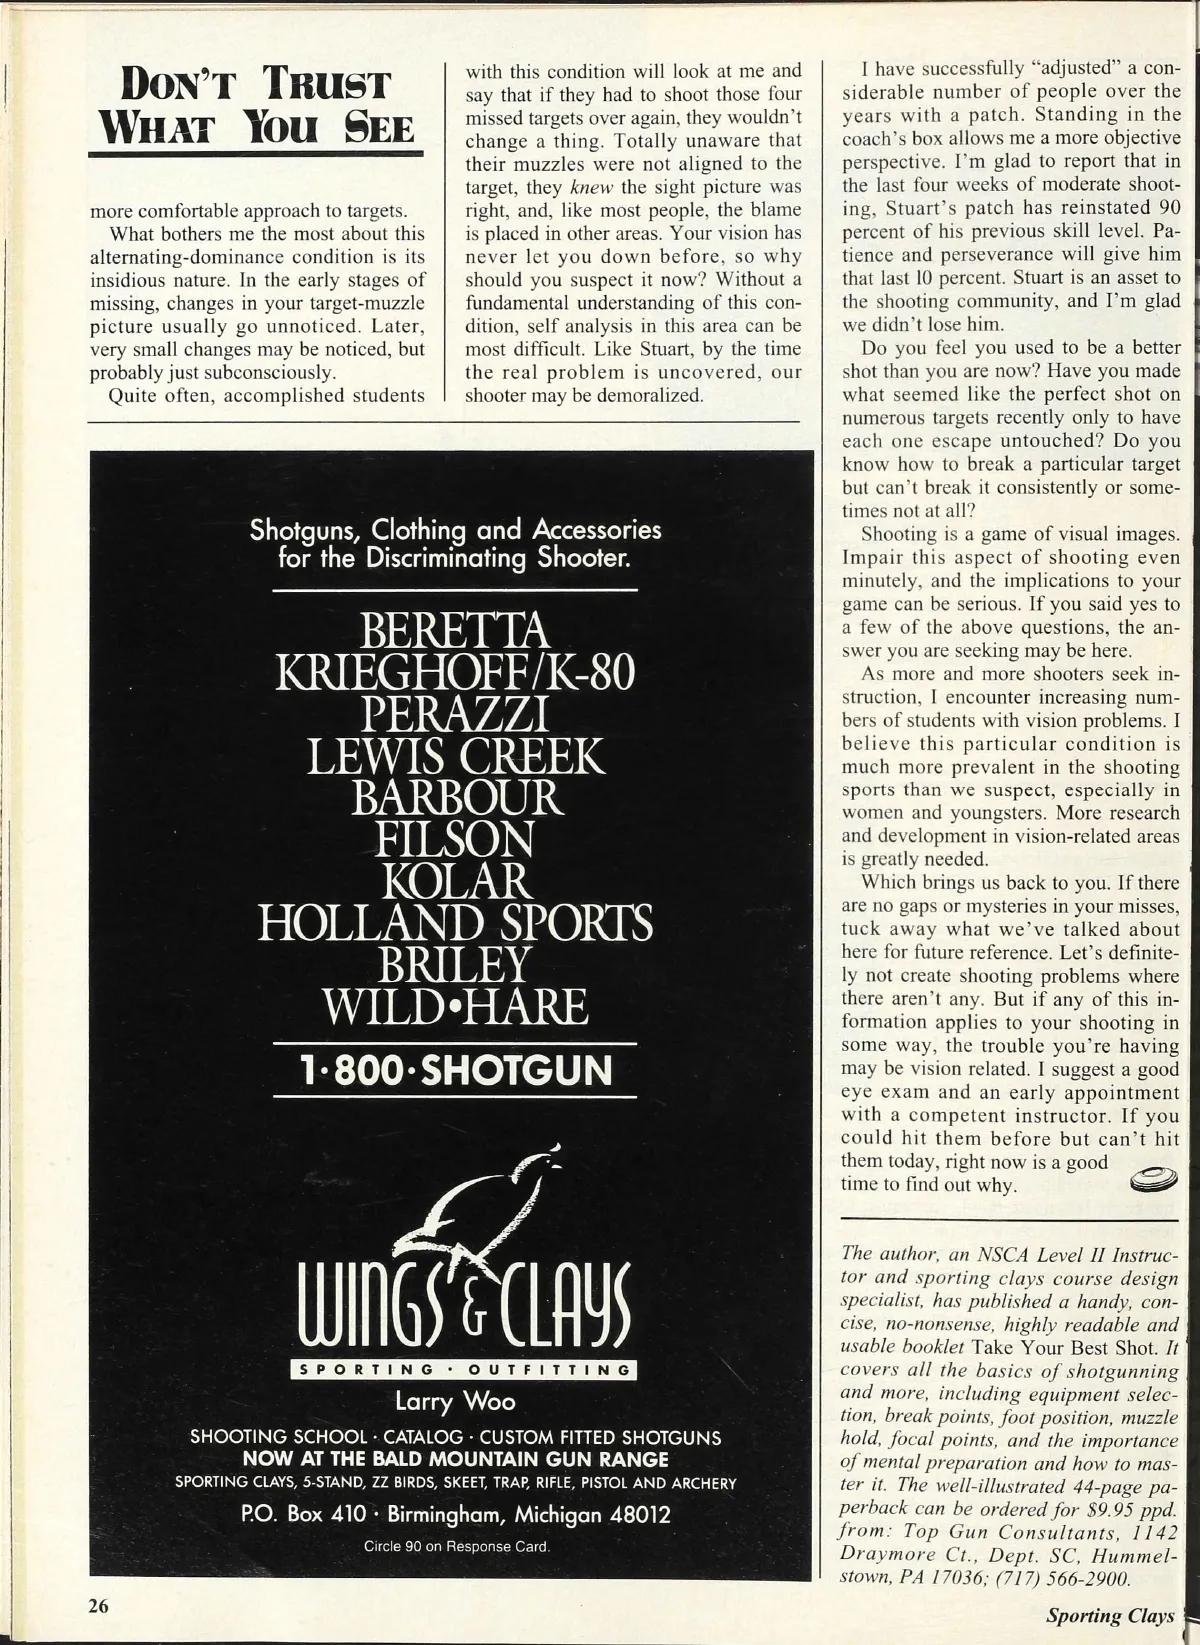 DON'T TRUST
WHAT YOU SEE
more comfortable approach to targets.
What bothers me the most about this
alternating-dominance condition is its
insidious nature. In the early stages of
missing, changes in your target-muzzle
picture usually go unnoticed. Later,
very small changes may be noticed, but
probably just subconsciously.
Quite often, accomplished students
with this condition will look at me and
say that if they had to shoot those four
missed targets over again, they wouldn't
change a thing. Totally unaware that
their muzzles were not aligned to the
target, they knew the sight picture was
right, and, like most people, the blame
is placed in other areas. Your vision has
never let you down before, so why
should you suspect it now? Without a
fundamental understanding of this con-
dition, self analysis in this area can be
most difficult. Like Stuart, by the time
the real problem is uncovered, our
shooter may be demoralized.
I have successfully “adjusted” a con-
siderable number of people over the
years with a patch. Standing in the
coach's box allows me a more objective
perspective. I'm glad to report that in
the last four weeks of moderate shoot-
ing, Stuart's patch has reinstated 90
percent of his previous skill level. Pa-
tience and perseverance will give him
that last 10 percent. Stuart is an asset to
the shooting community, and I'm glad
we didn't lose him.
Do you feel you used to be a better
shot than you are now? Have you made
what seemed like the perfect shot on
numerous targets recently only to have
each one escape untouched? Do you
know how to break a particular target
but can't break it consistently or some-
times not at all?
Shooting is a game of visual images.
Impair this aspect of shooting even
minutely, and the implications to your
game can be serious. If you said yes to
a few of the above questions, the an-
swer you are seeking may be here.
As more and more shooters seek in-
struction, I encounter increasing num-
bers of students with vision problems. I
believe this particular condition is
much more prevalent in the shooting
sports than we suspect, especially in
women and youngsters. More research
and development in vision-related areas
is greatly needed.
Which brings us back to you. If there
are no gaps or mysteries in your misses,
tuck away what we've talked about
here for future reference. Let's definite-
ly not create shooting problems where
there aren't any. But if any of this in-
formation applies to your shooting in
some way, the trouble you're having
may be vision related. I suggest a good
eye exam and an early appointment
with a competent instructor. If you
could hit them before but can't hit
them today, right now is a good
time to find out why.
The author, an NSCA Level II Instruc-
tor and sporting clays course design
specialist, has published a handy, con-
cise, no-nonsense, highly readable and
usable booklet Take Your Best Shot. It
covers all the basics of shotgunning
and more, including equipment selec-
tion, break points, foot position, muzzle
hold, focal points, and the importance
of mental preparation and how to mas-
ter it. The well-illustrated 44-page pa-
perback can be ordered for $9.95 ppd.
from: Top Gun Consultants, 1142
Draymore Ct., Dept. SC, Hummel-
stown, PA 17036; (717) 566-2900.
Shotguns, Clothing and Accessories
for the Discriminating Shooter.
BERETTA
KRIEGHOFF/K-80
PERAZZI
LEWIS CREEK
BARBOUR
FILSON
KOLAR
HOLLAND SPORTS
BRILEY
WILD•HARE
1·800·SHOTGUN
WINGS & CLAYS
SPORTING · OUTFITTING
Larry Woo
SHOOTING SCHOOL · CATALOG · CUSTOM FITTED SHOTGUNS
NOW AT THE BALD MOUNTAIN GUN RANGE
SPORTING CLAYS, 5-STAND, ZZ BIRDS, SKEET, TRAP, RIFLE, PISTOL AND ARCHERY
P.O. Box 410 · Birmingham, Michigan 48012
Circle 90 on Response Card.
26
Sporting Clays